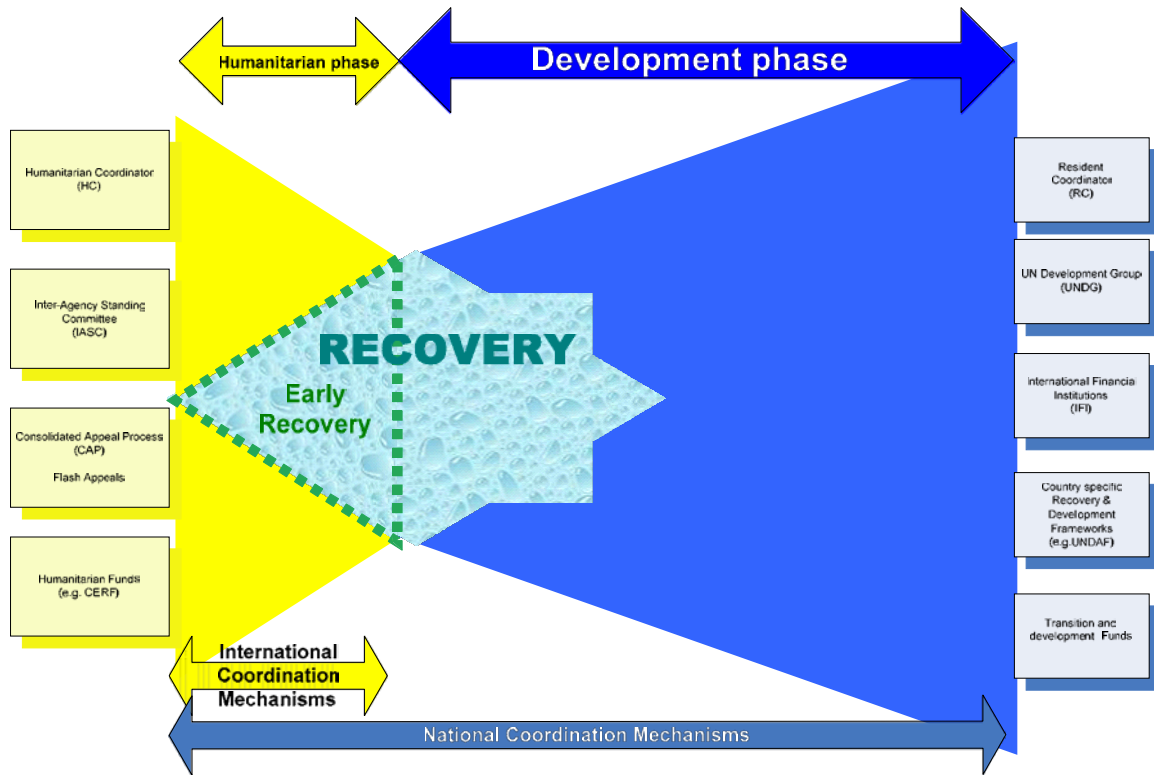 Humanitarian phase
Development phase
Humanitarian Coordinator
(HC)
Inter-Agency Standing
Committee
(IASC)
Consolidated Appeal Process
(CAP)
Flash Appeals
Humanitarian Funds
(e.g. CERF)
RECOVERY
Early
Recovery
Resident
Coordinator
(RC)
UN Development Group
(UNDG)
International Financial
Institutions
(IFI)
Country specific
Recovery &
Development
Frameworks
(e.g.UNDAF)
Transition and
development Funds
International
Coordination
Mechanisms
National Coordination Mechanisms